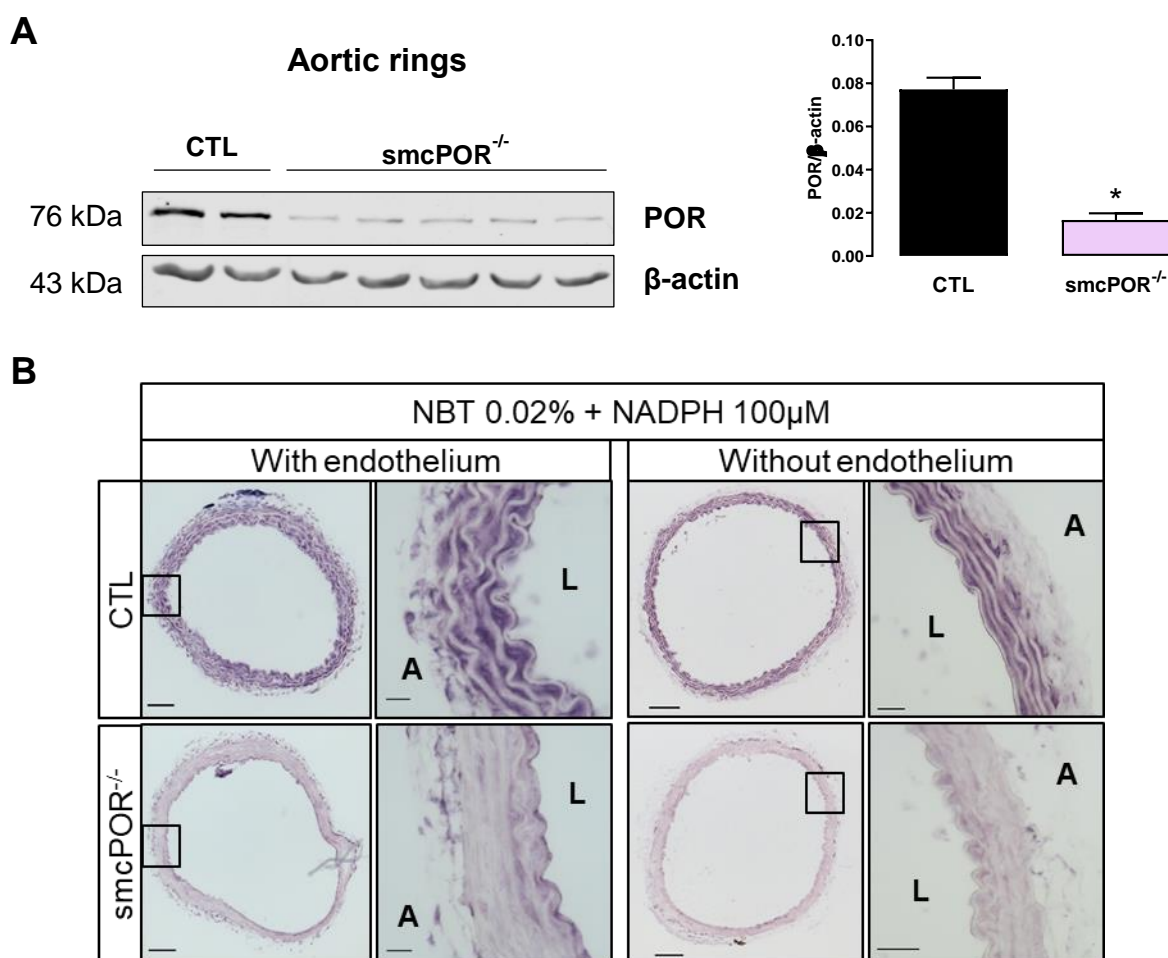 A
Aortic rings
CTL
smcPOR-/-
76 kDa
POR
43 kDa
β-actin
POR/β-actin
0.10
0.08
0.06
0.04
0.02
0.00
*
CTL
smcPOR-/-
B
NBT 0.02% + NADPH 100µM
With endothelium
Without endothelium
CTL
A
L
L
A
smcPOR-/-
A
L
L
A